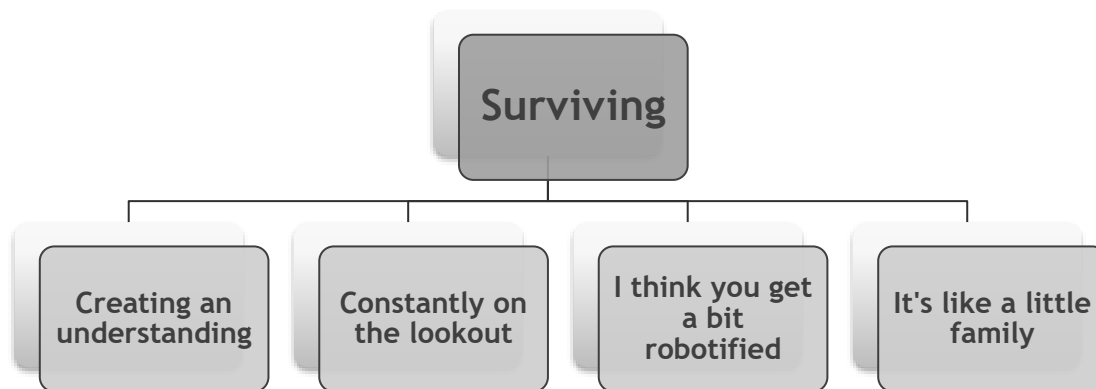 Surviving
Creating an
understanding
Constantly on
the lookout
I think you get
a bit
robotified
It's like a little
family